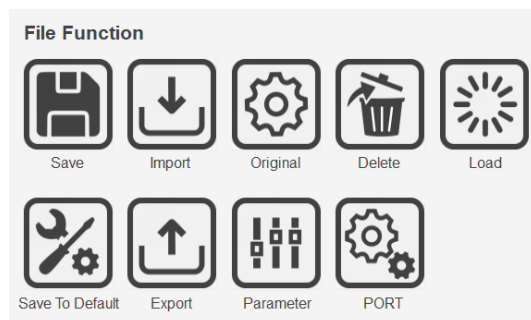 File Function
Save Import Original Delete Load
Save To Default Export Parameter PORT